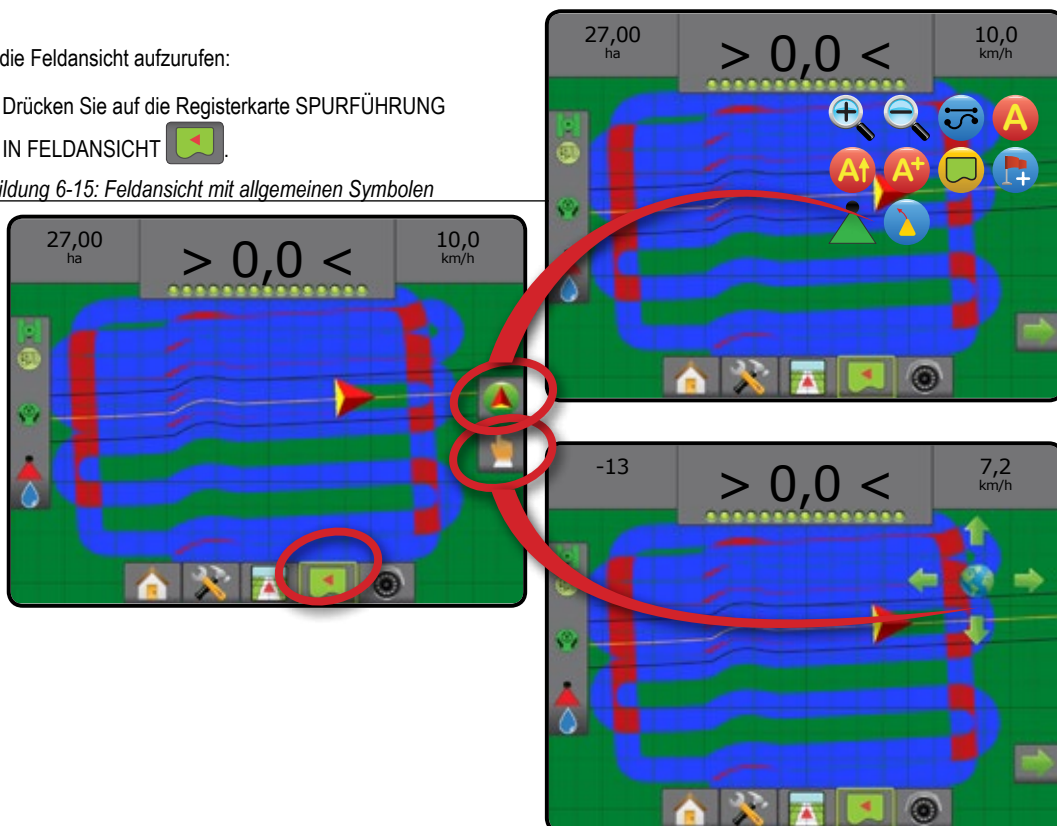 die Feldansicht aufzurufen:
Drücken Sie auf die Registerkarte SPURFÜHRUNG
IN FELDANSICHT .
ildung 6-15: Feldansicht mit allgemeinen Symbolen
27,00
ha
> 0,0 <
10,0
km/h
27,00
ha
> 0,0 <
10,0
km/h
A
A
A+
-13
> 0,0 <
7,2
km/h